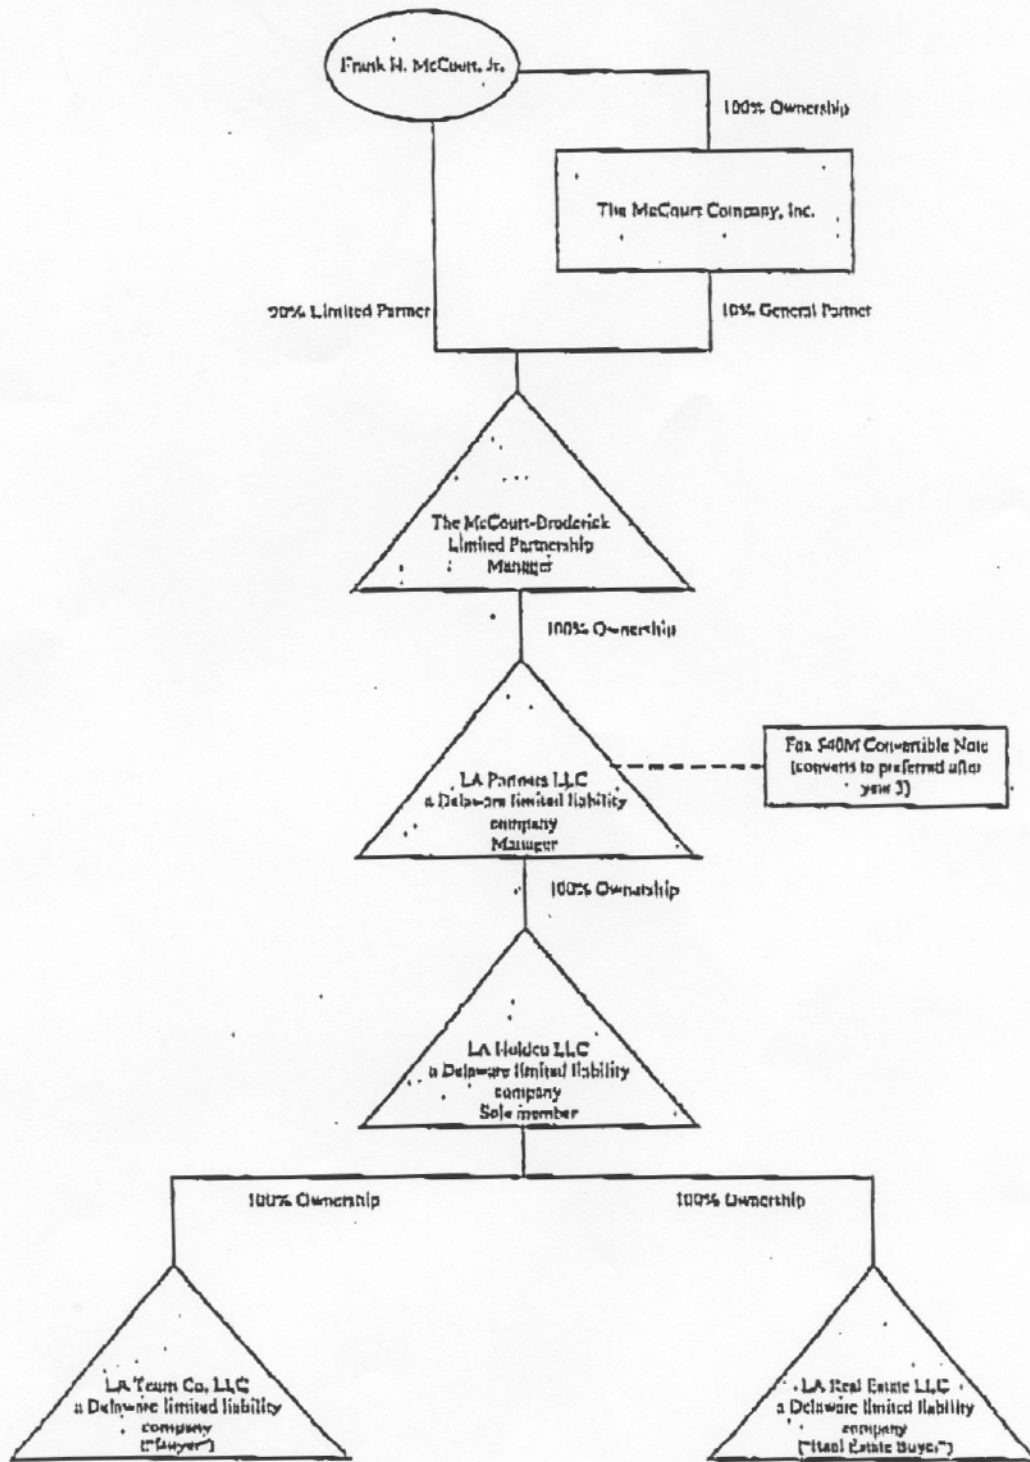 Frank H. McCourt, Jr.
100% Ownership
The McCourt Company, Inc.
90% Limited Partner
10% General Partner
The McCourt-Broderick
Limited Partnership
Manager
100% Ownership
Fox $40M Convertible Note
(converts to preferred after
year 3)
LA Partners LLC
a Delaware limited liability
company
Manager
100% Ownership
LA Holdco LLC
a Delaware limited liability
company
Sole member
100% Ownership
100% Ownership
LA Team Co, LLC
a Delaware limited liability
company
("Buyer")
LA Real Estate LLC
a Delaware limited liability
company
("Real Estate Buyer")